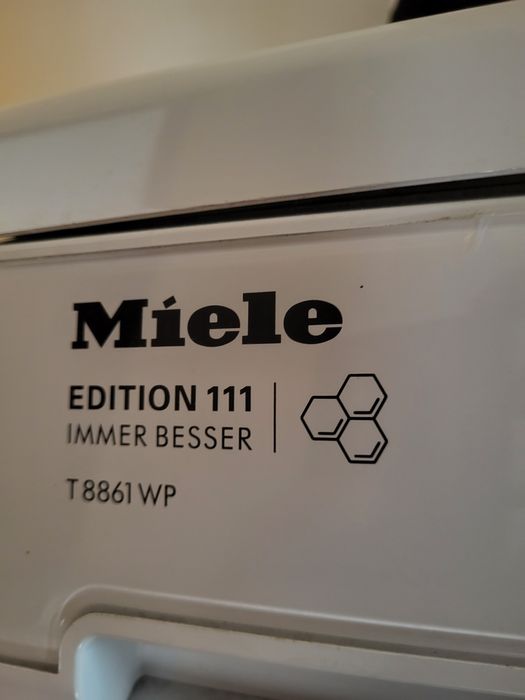 Miele
EDITION 111
IMMER BESSER
T 8861 WP